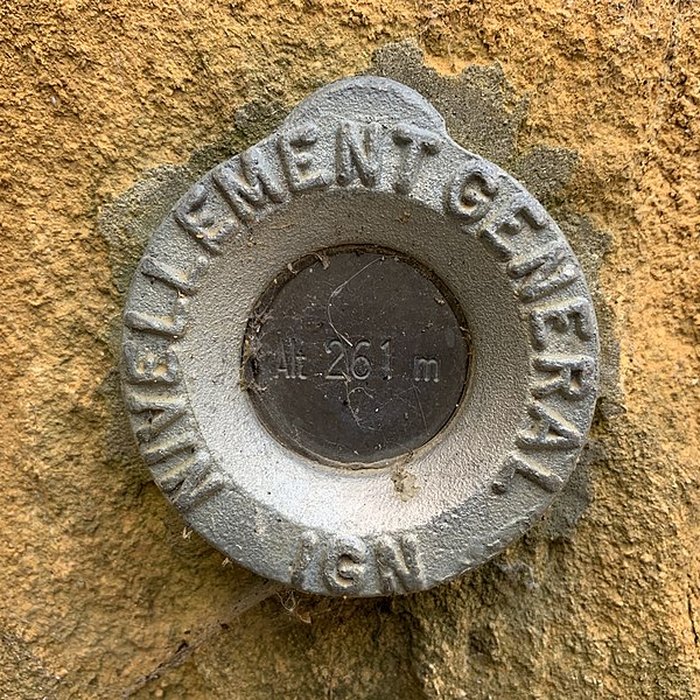 NIVELLEMENT GENERAL
Alt 261 m
IGN